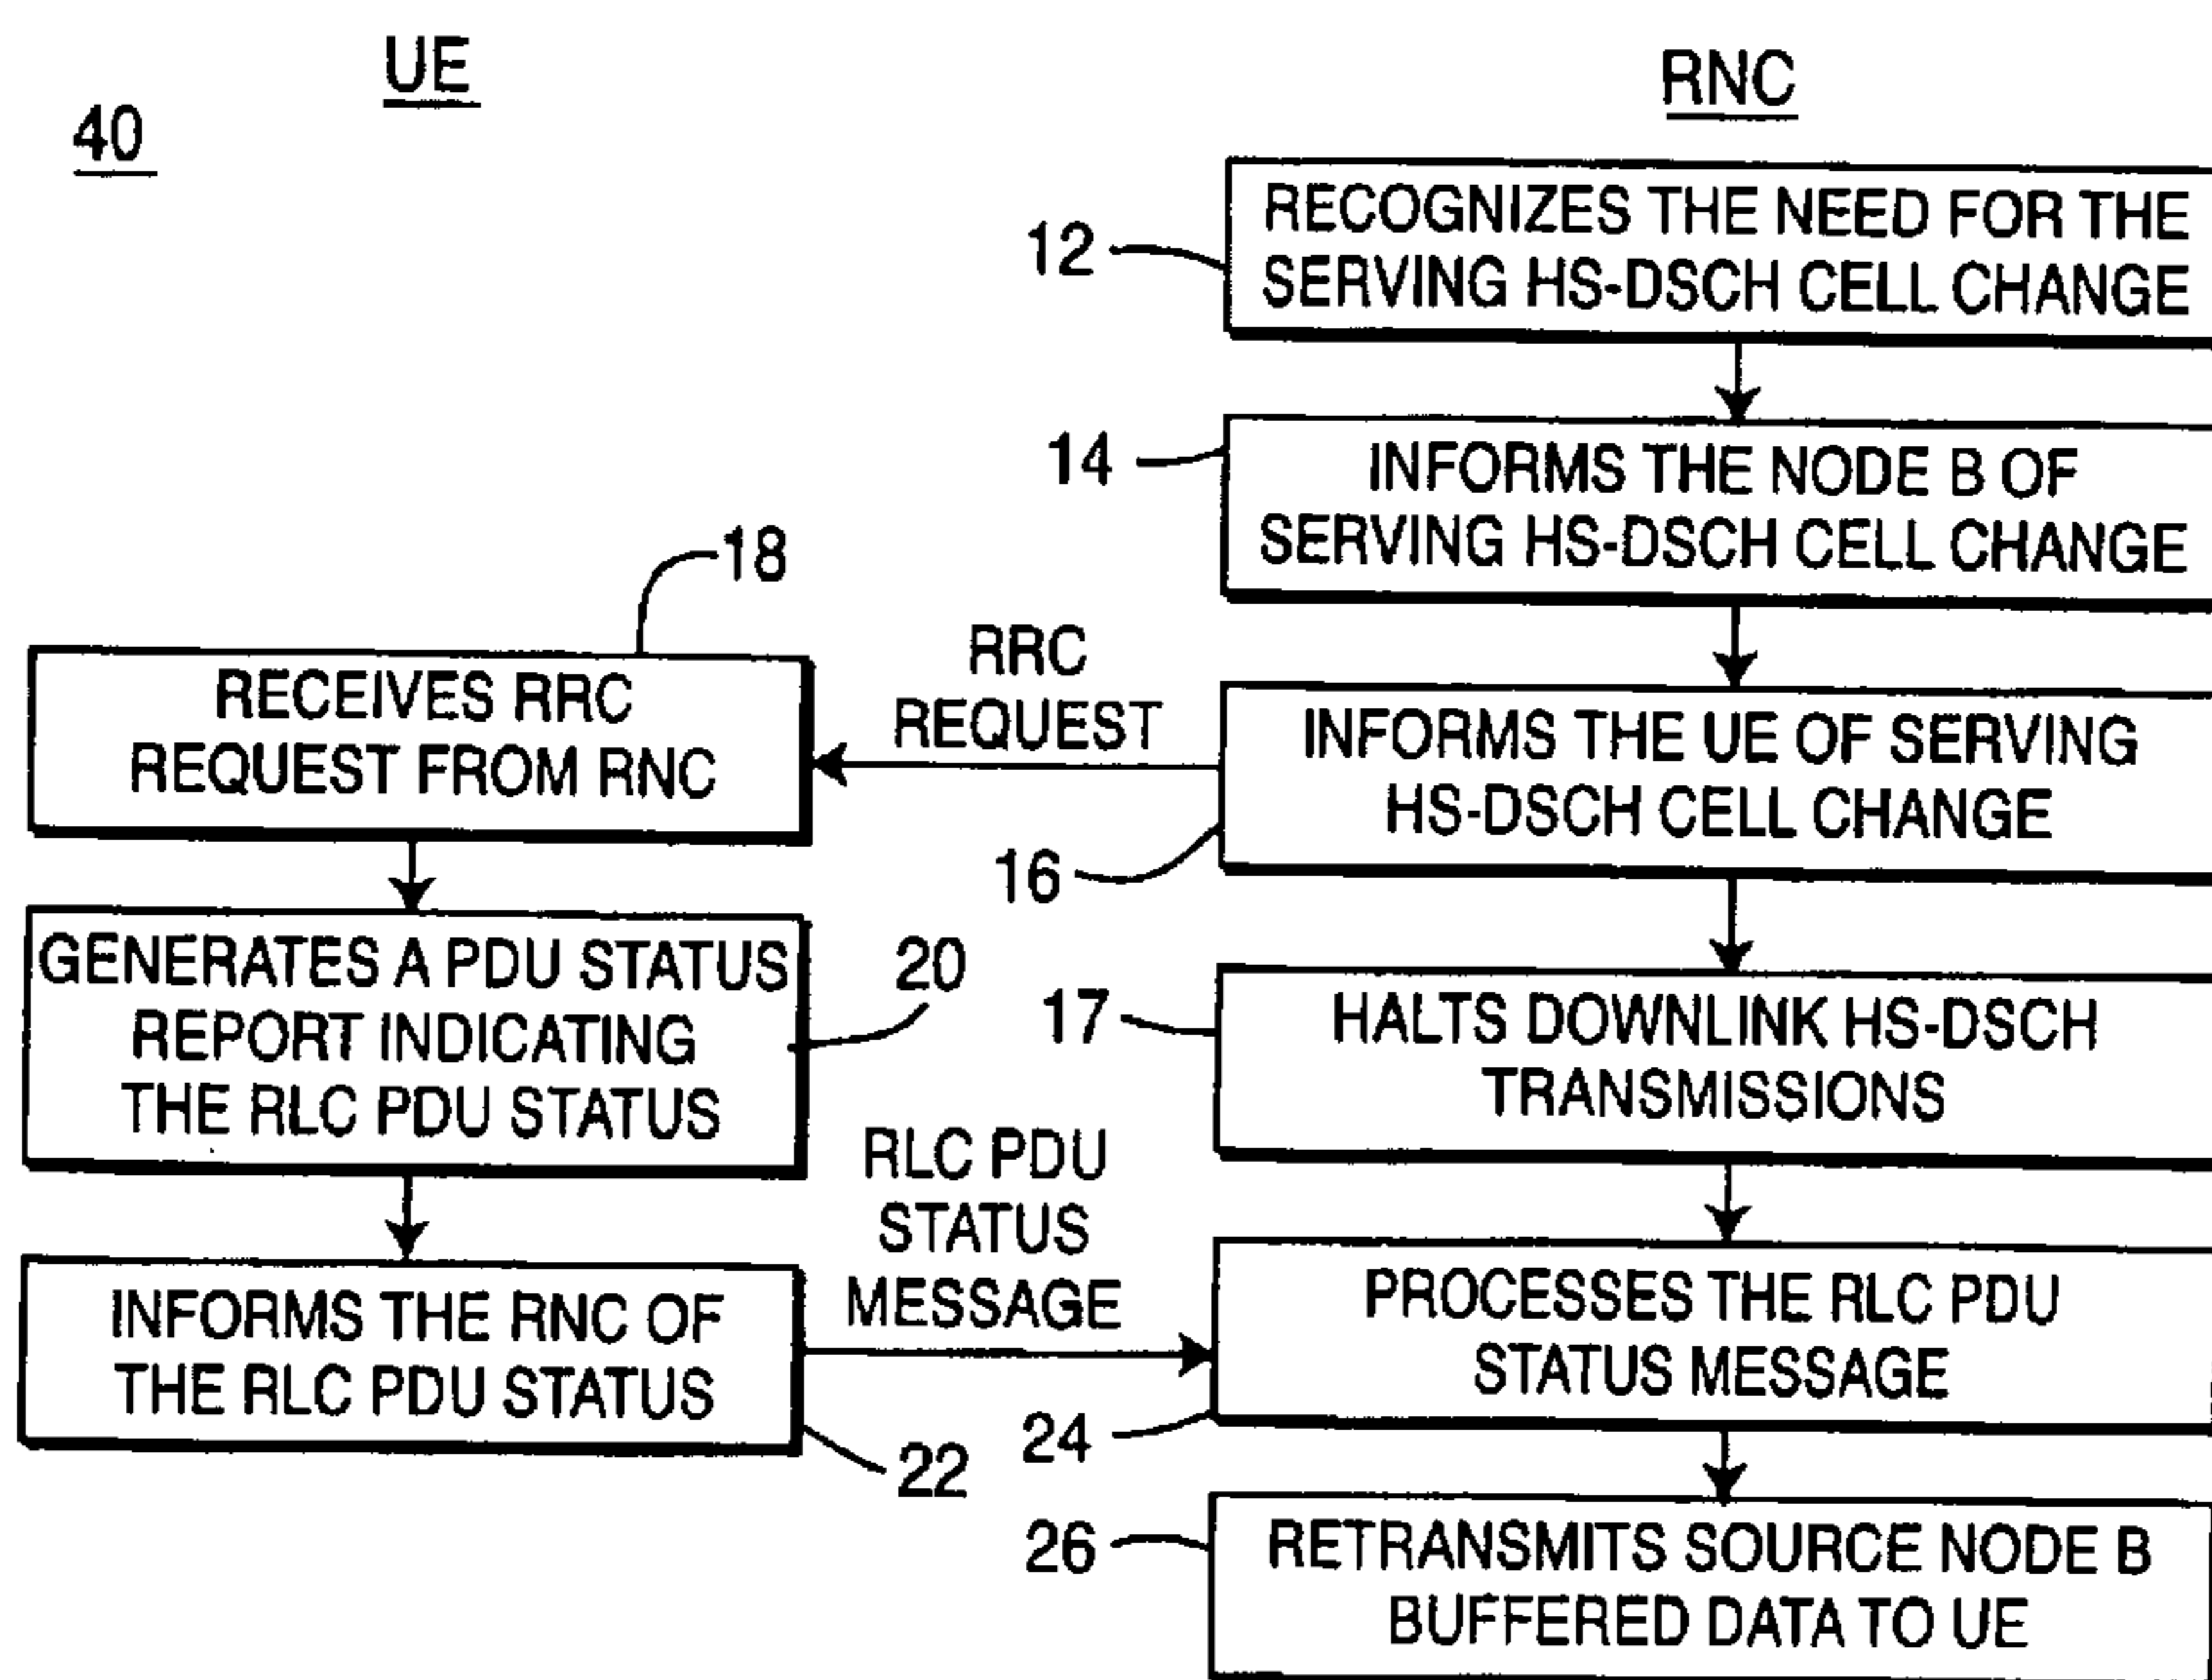 UE
RNC
40
12
RECOGNIZES THE NEED FOR THE
SERVING HS-DSCH CELL CHANGE
14
INFORMS THE NODE B OF
SERVING HS-DSCH CELL CHANGE
18
RECEIVES RRC
REQUEST FROM RNC
RRC
REQUEST
INFORMS THE UE OF SERVING
HS-DSCH CELL CHANGE
16
GENERATES A PDU STATUS
REPORT INDICATING
THE RLC PDU STATUS
20
17
HALTS DOWNLINK HS-DSCH
TRANSMISSIONS
INFORMS THE RNC OF
THE RLC PDU STATUS
22
RLC PDU
STATUS
MESSAGE
PROCESSES THE RLC PDU
STATUS MESSAGE
24
26
RETRANSMITS SOURCE NODE B
BUFFERED DATA TO UE